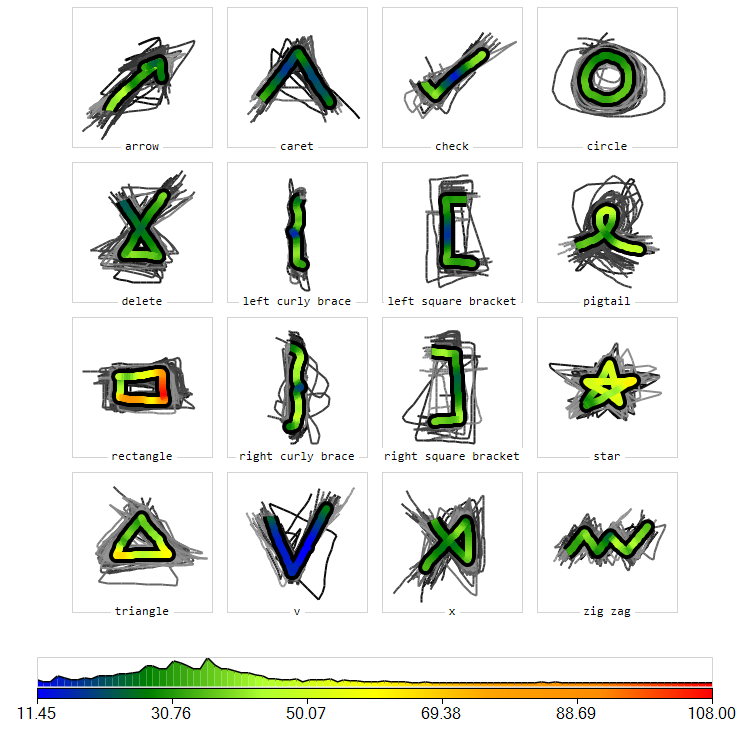 arrow caret check circle
delete left curly brace left square bracket pigtail
rectangle right curly brace right square bracket star
triangle v x zig zag
11.45 30.76 50.07 69.38 88.69 108.00